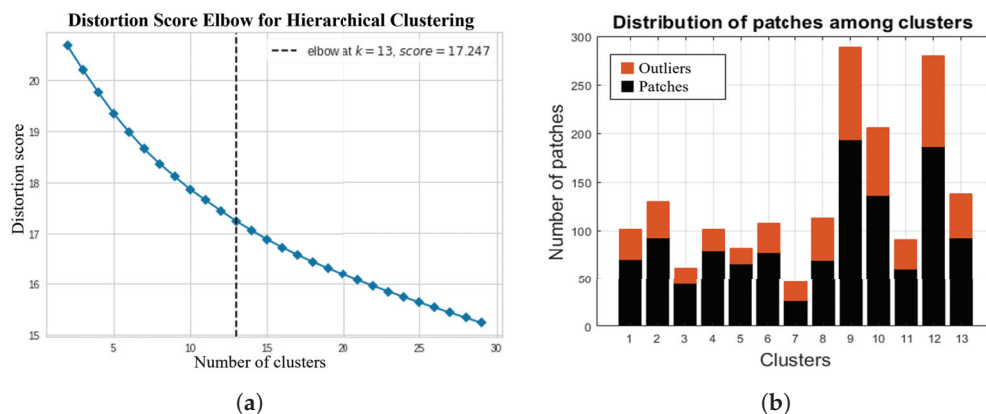 Distortion Score Elbow for Hierarchical Clustering
elbow at k = 13, score = 17.247
20
19
18
17
16
15
Distortion score
5
10
15
20
25
30
Number of clusters
(a)
Distribution of patches among clusters
Outliers
Patches
300
250
200
150
100
50
0
Number of patches
1 2 3 4 5 6 7 8 9 10 11 12 13
Clusters
(b)